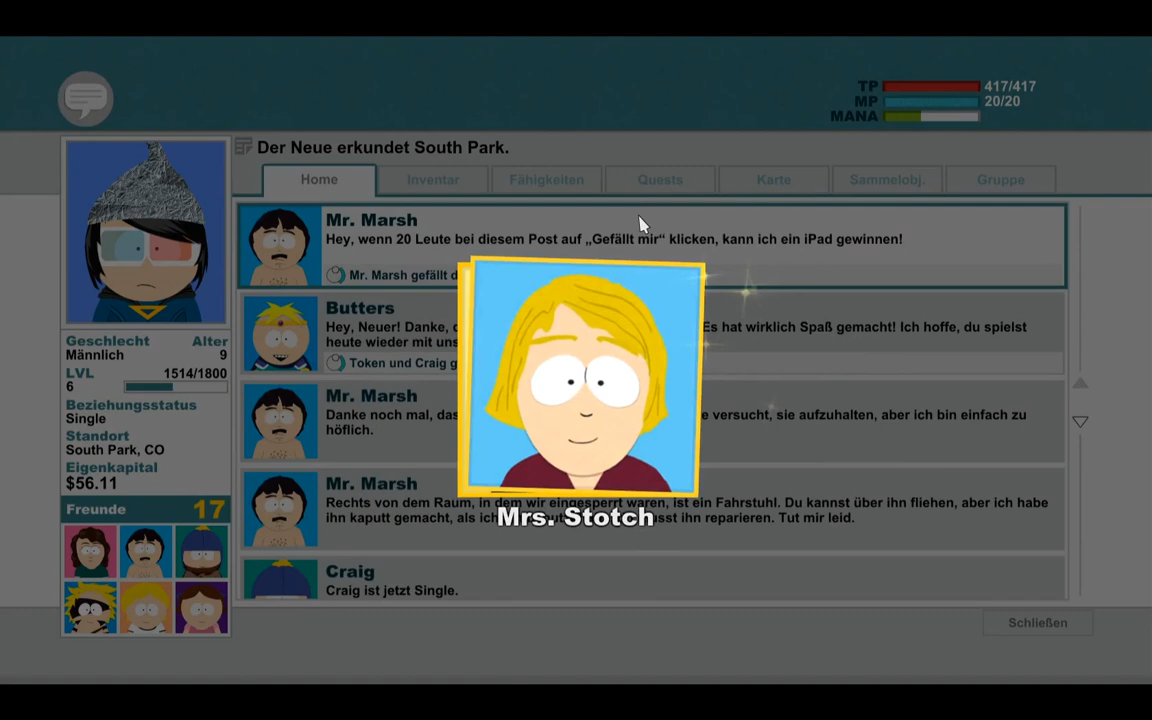 TP 417/417
MP 20/20
MANA
Der Neue erkundet South Park.
Home Inventar Fähigkeiten Quests Karte Sammelobj. Gruppe
Geschlecht Alter
Männlich 9
LVL 1514/1800
6
Beziehungsstatus
Single
Standort
South Park, CO
Eigenkapital
$56.11
Freunde 17
Mr. Marsh
Hey, wenn 20 Leute bei diesem Post auf „Gefällt mir“ klicken, kann ich ein iPad gewinnen!
Mr. Marsh gefällt
Butters
Hey, Neuer! Danke, Es hat wirklich Spaß gemacht! Ich hoffe, du spielst
heute wieder mit
Token und Craig
Mr. Marsh
Danke noch mal, versucht, sie aufzuhalten, aber ich bin einfach zu
höflich.
Mr. Marsh
Rechts von dem Raum, in dem wir eingesperrt waren, ist ein Fahrstuhl. Du kannst über ihn fliehen, aber ich habe
ihn kaputt gemacht, als ich ihn reparieren. Tut mir leid.
Craig
Craig ist jetzt Single.
Mrs. Stotch
Schließen